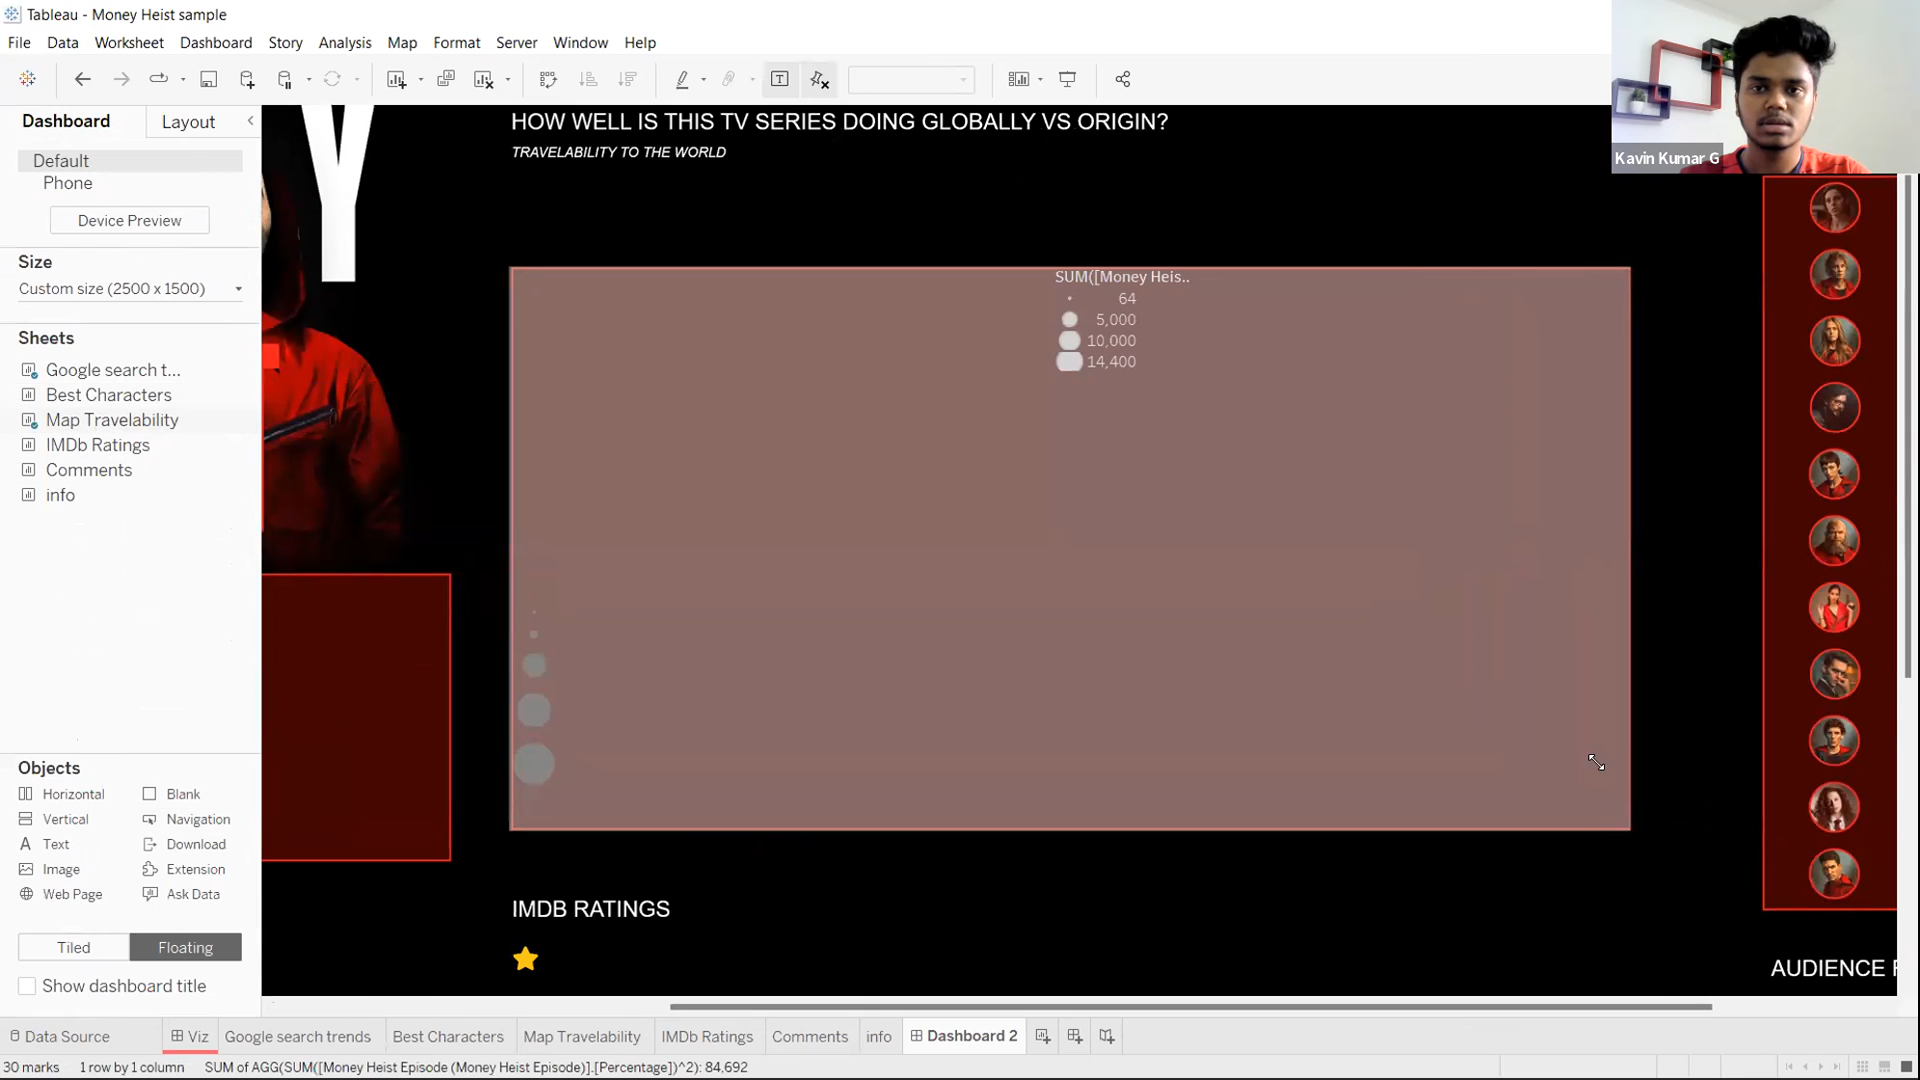 Tableau - Money Heist sample
File Data Worksheet Dashboard Story Analysis Map Format Server Window Help
Dashboard Layout
Default
Phone
Device Preview
Size
Custom size (2500 x 1500)
Sheets
Google search t...
Best Characters
Map Travelability
IMDb Ratings
Comments
info
Objects
Horizontal Blank
Vertical Navigation
Text Download
Image Extension
Web Page Ask Data
Tiled Floating
Show dashboard title
Y
HOW WELL IS THIS TV SERIES DOING GLOBALLY VS ORIGIN?
TRAVELABILITY TO THE WORLD
SUM([Money Heis..
64
5,000
10,000
14,400
IMDB RATINGS
AUDIENCE
Kavin Kumar G
Data Source Viz Google search trends Best Characters Map Travelability IMDb Ratings Comments info Dashboard 2
30 marks 1 row by 1 column SUM of AGG(SUM([Money Heist Episode (Money Heist Episode)].[Percentage])^2): 84,692